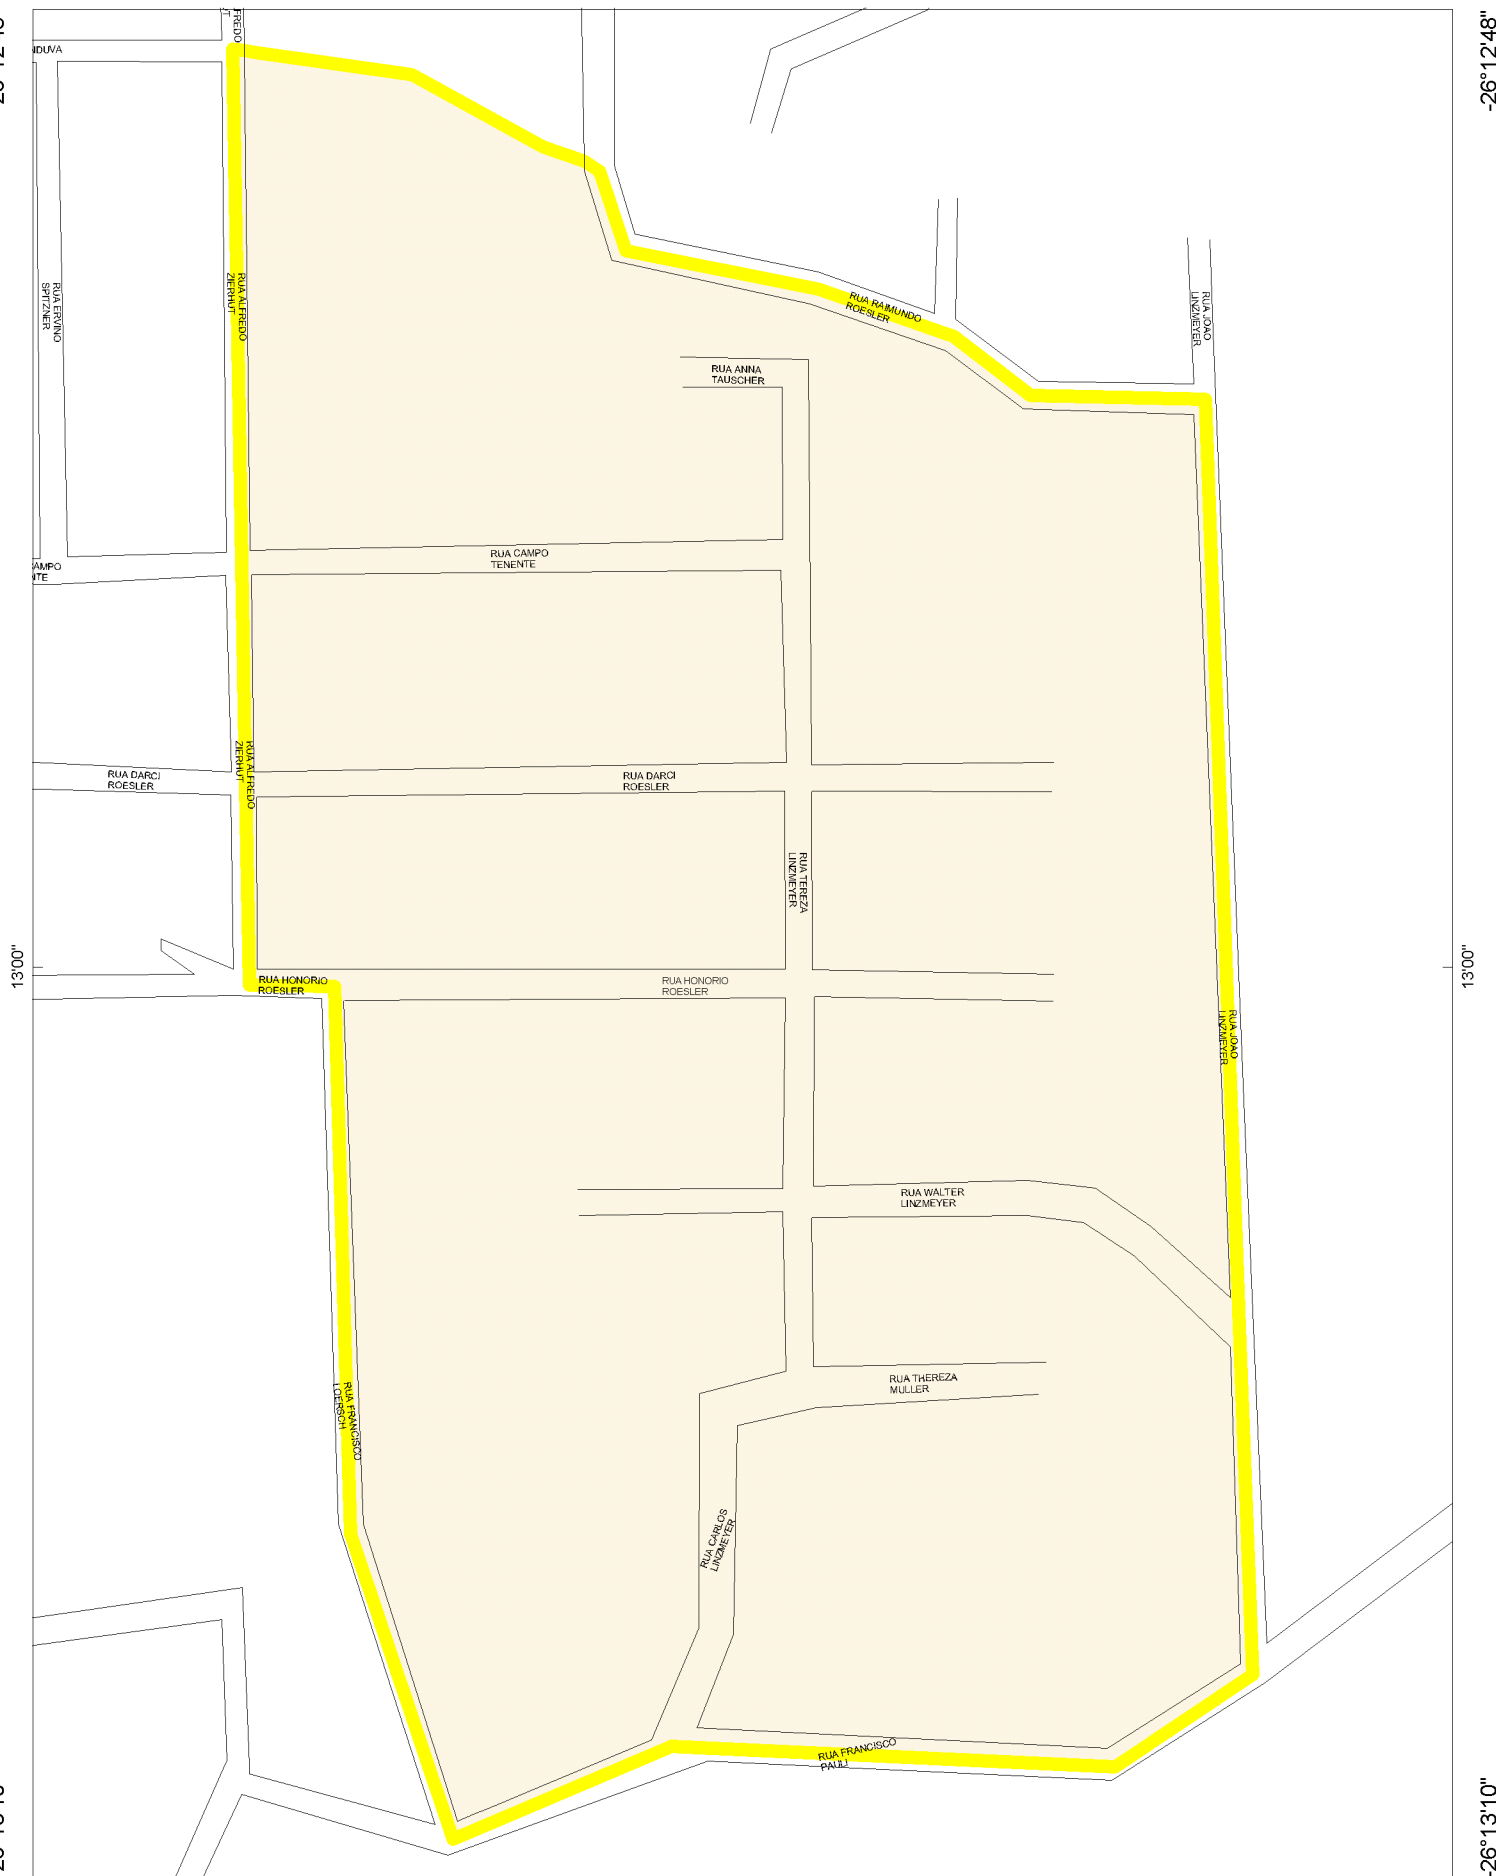 -26°12'48"
NDUVA
RUA RAIMUNDO
ROESLER
RUA ERVINO
SPITZNER
RUA ALFREDO
ZIERHUT
RUA JOAO
LINZMEYER
RUA ANNA
TAUSCHER
RUA CAMPO
TENENTE
AMPO
NTE
RUA ALFREDO
ZIERHUT
RUA DARCI
ROESLER
RUA DARCI
ROESLER
RUA TEREZA
LINZMEYER
13'00"
13'00"
RUA HONORIO
ROESLER
RUA HONORIO
ROESLER
RUA JOAO
LINZMEYER
RUA WALTER
LINZMEYER
RUA THEREZA
MULLER
RUA FRANCISCO
LOERSCH
RUA CARLOS
LINZMEYER
RUA FRANCISCO
PAULI
-26°13'10"